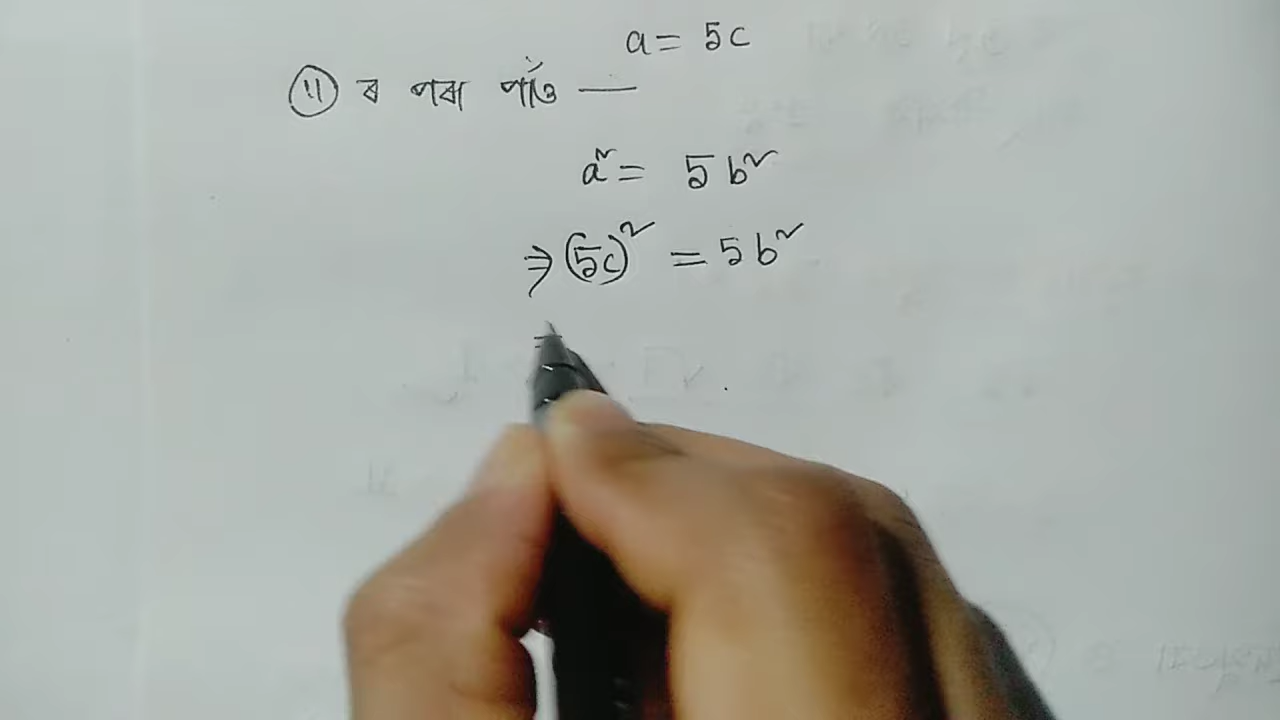 a = 5c
(ii) ৰ পৰা পাওঁ —
a² = 5b²
⇒ (5c)² = 5b²
=